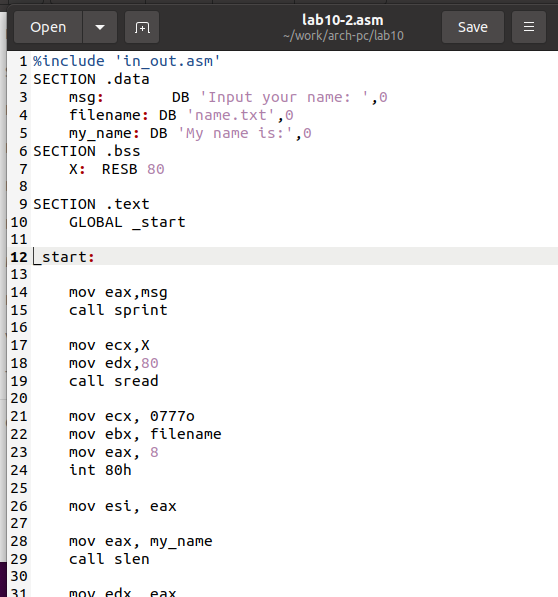 Open
lab10-2.asm
~/work/arch-pc/lab10
Save
1 %include 'in_out.asm'
2 SECTION .data
3     msg:        DB 'Input your name: ',0
4     filename: DB 'name.txt',0
5     my_name: DB 'My name is:',0
6 SECTION .bss
7     X:  RESB 80
8
9 SECTION .text
10     GLOBAL _start
11
12 _start:
13
14     mov eax,msg
15     call sprint
16
17     mov ecx,X
18     mov edx,80
19     call sread
20
21     mov ecx, 0777o
22     mov ebx, filename
23     mov eax, 8
24     int 80h
25
26     mov esi, eax
27
28     mov eax, my_name
29     call slen
30
31     mov edx, eax